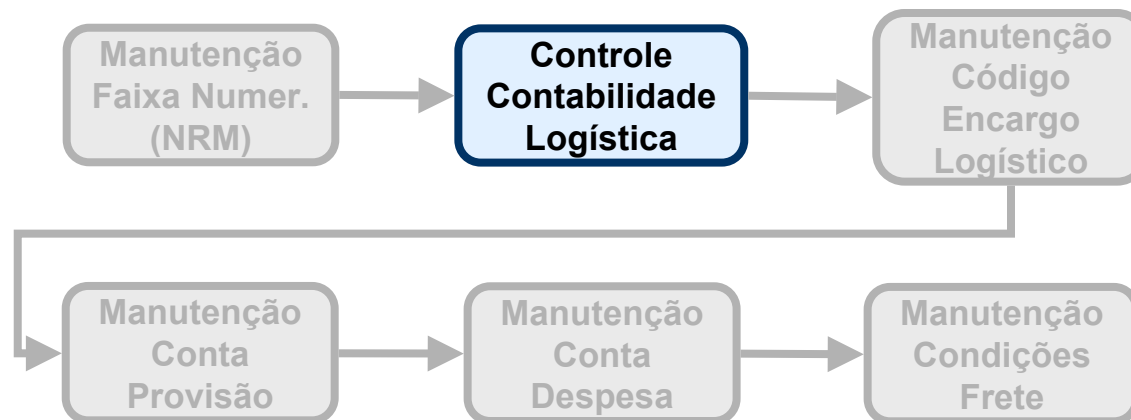 Manutenção
Faixa Numer.
(NRM)
Controle
Contabilidade
Logística
Manutenção
Código
Encargo
Logístico
Manutenção
Conta
Provisão
Manutenção
Conta
Despesa
Manutenção
Condições
Frete